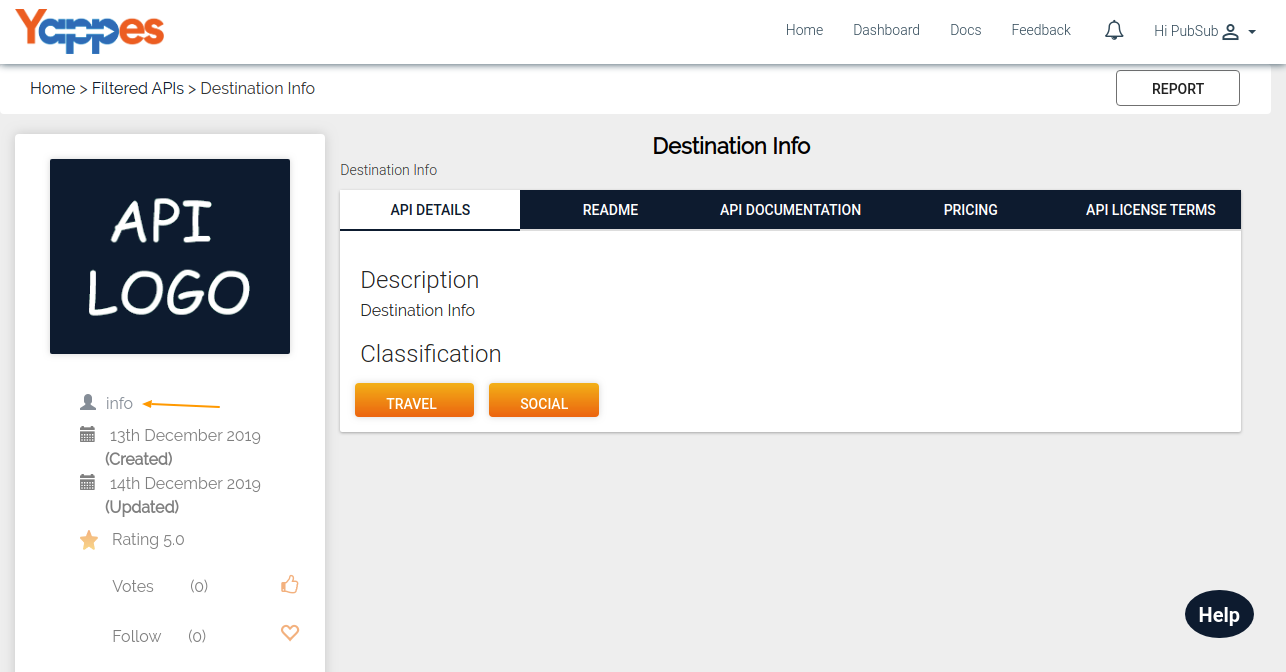 Yappes
Home Dashboard Docs Feedback Hi PubSub
Home > Filtered APIs > Destination Info
REPORT
API
LOGO
info
13th December 2019
(Created)
14th December 2019
(Updated)
Rating 5.0
Votes (0)
Follow (0)
Destination Info
Destination Info
API DETAILS README API DOCUMENTATION PRICING API LICENSE TERMS
Description
Destination Info
Classification
TRAVEL SOCIAL
Help